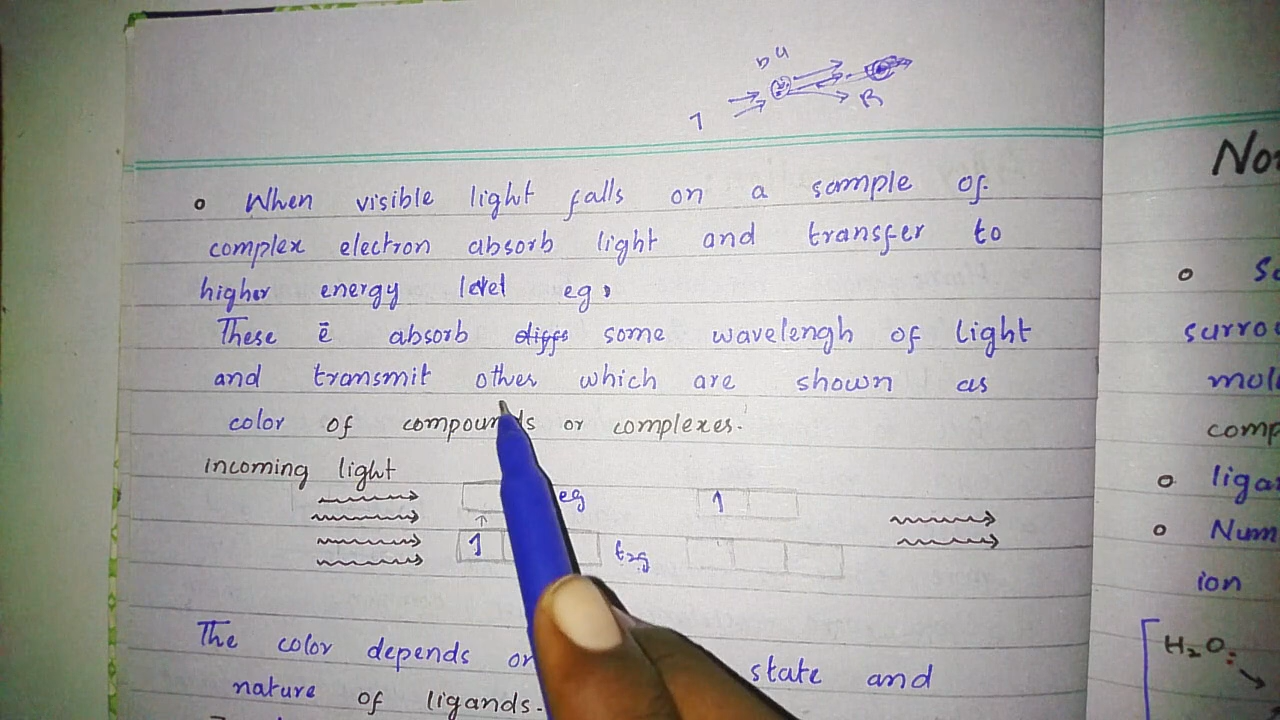 • When visible light falls on a sample of
complex electron absorb light and transfer to
higher energy level eg,
These ē absorb some wavelengh of light
and transmit other which are shown as
color of compounds or complexes.
incoming light
eg
1
1
t2g
The color depends on state and
nature of ligands.
No
• S
surro
mol
comp
• liga
• Num
ion
H2O: